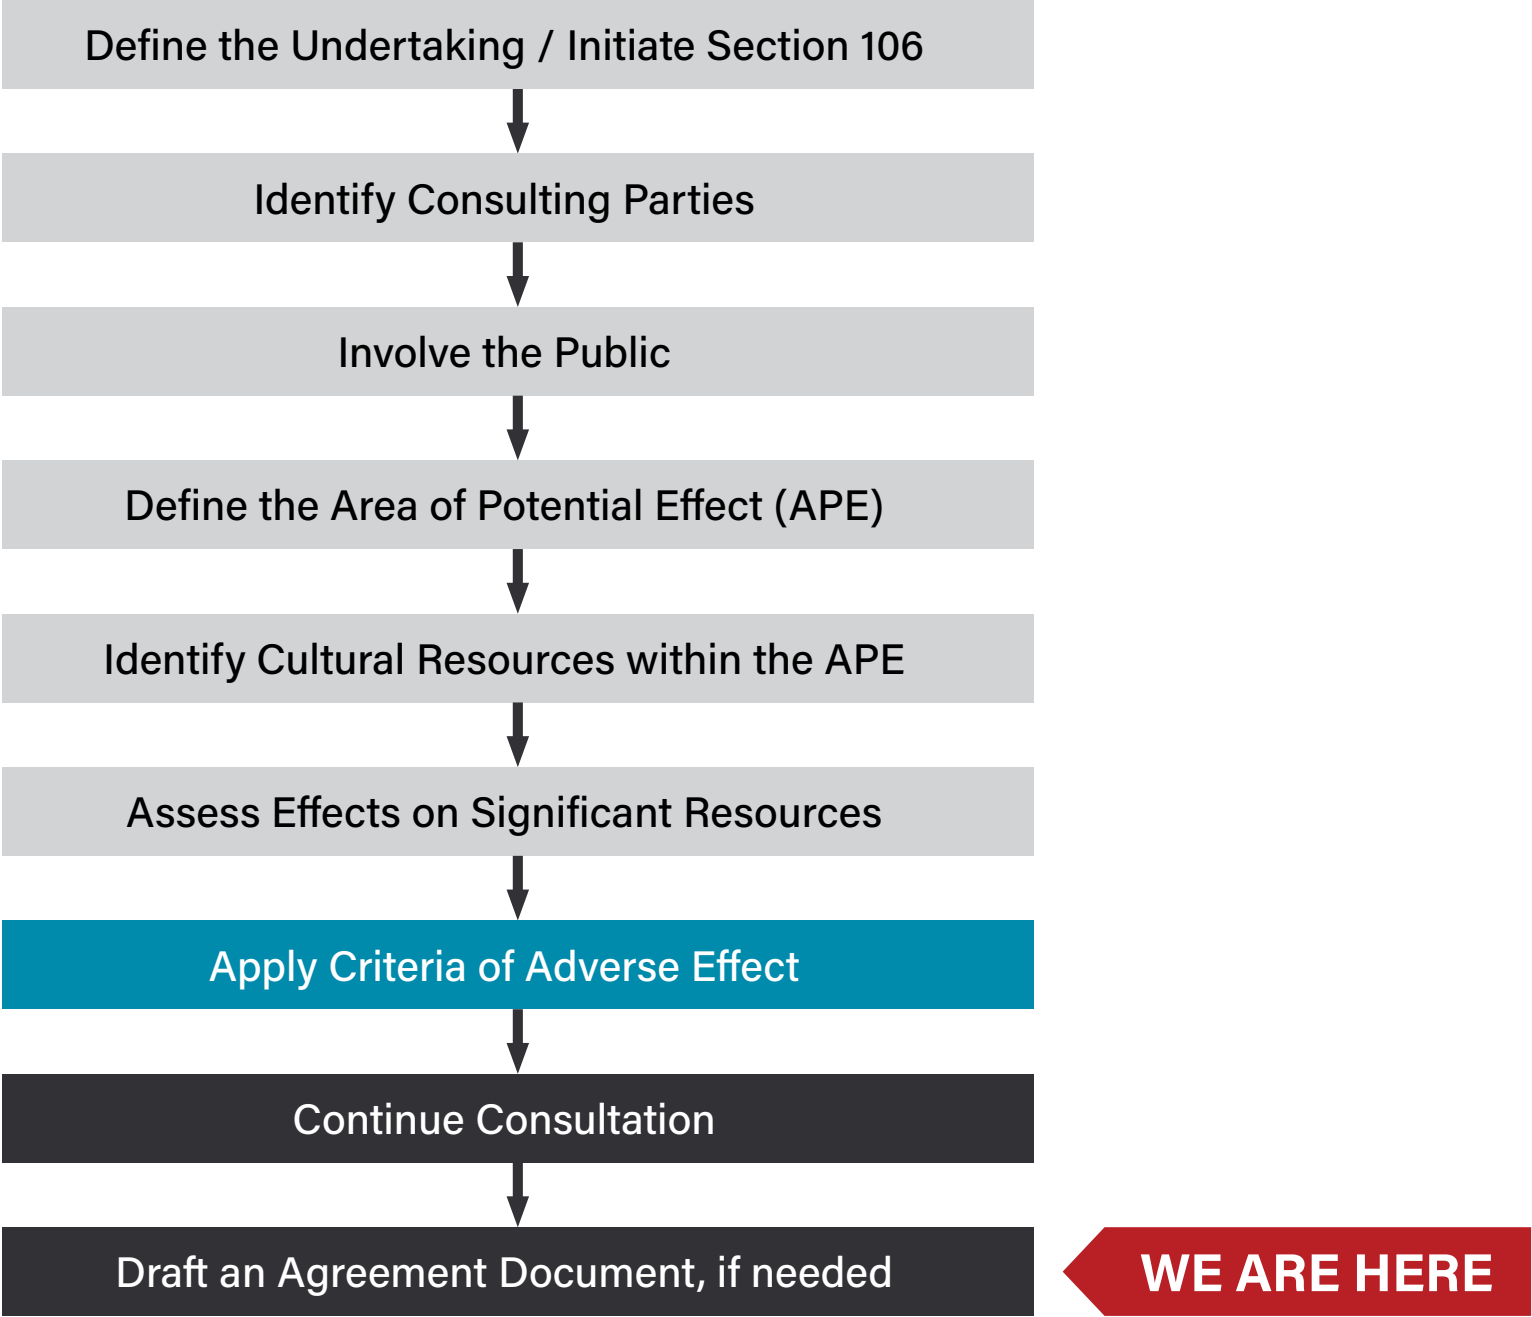 Define the Undertaking / Initiate Section 106
Identify Consulting Parties
Involve the Public
Define the Area of Potential Effect (APE)
Identify Cultural Resources within the APE
Assess Effects on Significant Resources
Apply Criteria of Adverse Effect
Continue Consultation
Draft an Agreement Document, if needed
WE ARE HERE